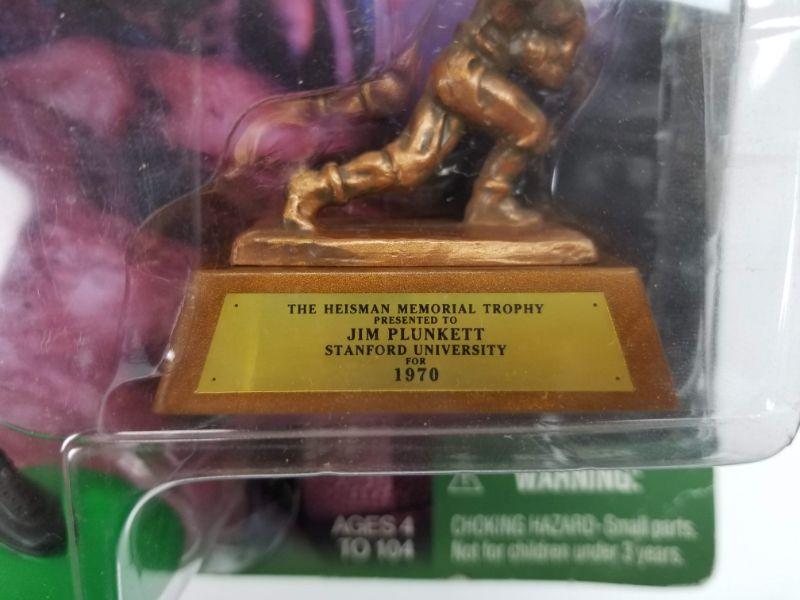 THE HEISMAN MEMORIAL TROPHY
PRESENTED TO
JIM PLUNKETT
STANFORD UNIVERSITY
FOR
1970
WARNING:
AGES 4
TO 104
CHOKING HAZARD- Small parts.
Not for children under 3 years.